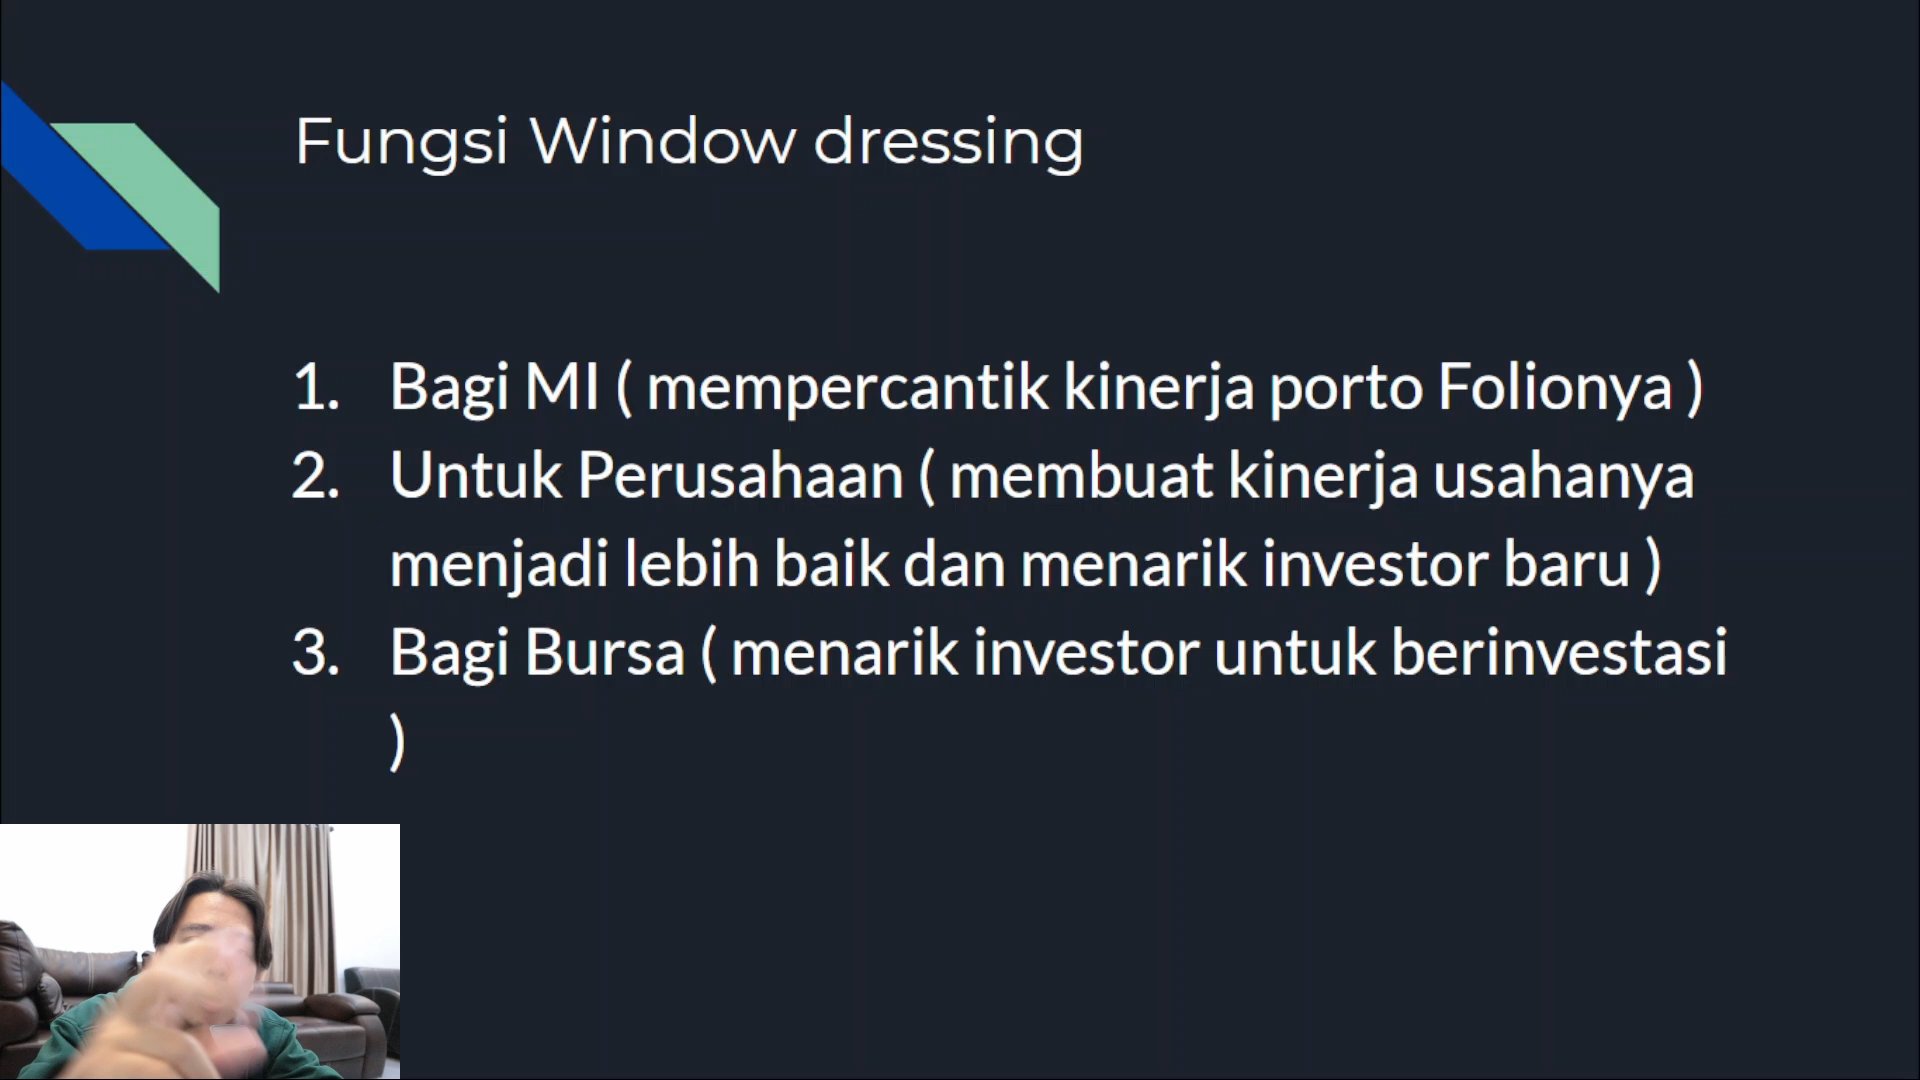 Fungsi Window dressing
1. Bagi MI ( mempercantik kinerja porto Folionya )
2. Untuk Perusahaan ( membuat kinerja usahanya
menjadi lebih baik dan menarik investor baru )
3. Bagi Bursa ( menarik investor untuk berinvestasi
)